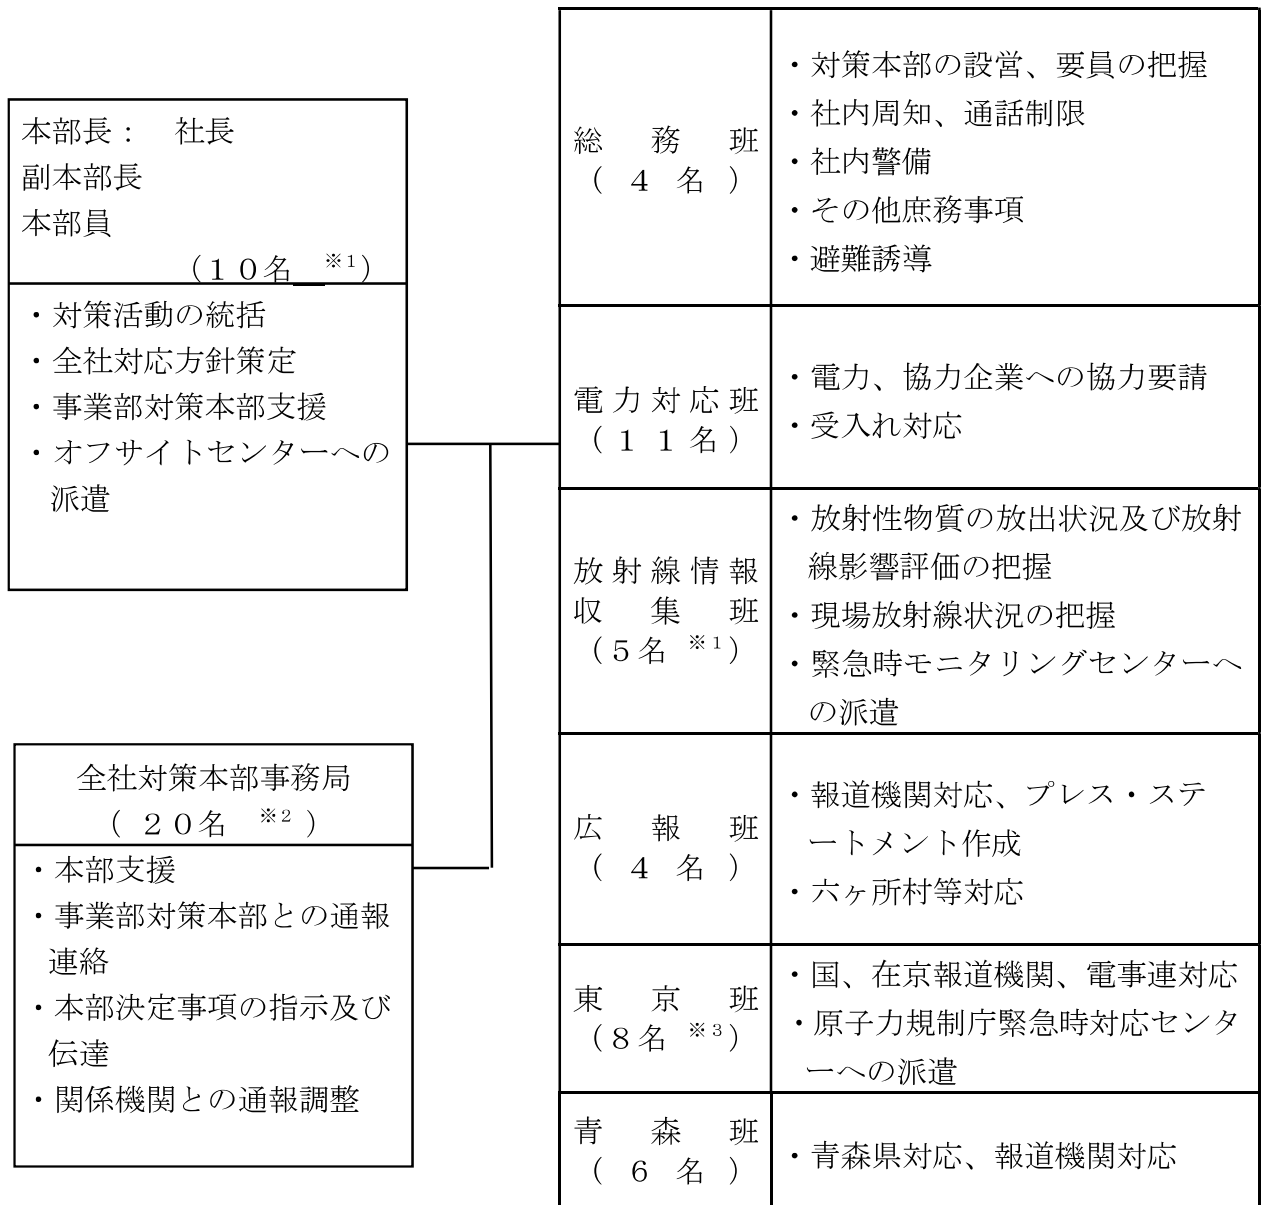 本部長：　社長
副本部長
本部員
（１０名　※1）
・対策活動の統括
・全社対応方針策定
・事業部対策本部支援
・オフサイトセンターへの
派遣
全社対策本部事務局
（ ２０名　※2 ）
・本部支援
・事業部対策本部との通報
連絡
・本部決定事項の指示及び
伝達
・関係機関との通報調整
総務班
（４名）
・対策本部の設営、要員の把握
・社内周知、通話制限
・社内警備
・その他庶務事項
・避難誘導
電力対応班
（１１名）
・電力、協力企業への協力要請
・受入れ対応
放射線情報
収集班
（５名 ※1）
・放射性物質の放出状況及び放射
線影響評価の把握
・現場放射線状況の把握
・緊急時モニタリングセンターへ
の派遣
広報班
（４名）
・報道機関対応、プレス・ステ
ートメント作成
・六ヶ所村等対応
東京班
（８名 ※3）
・国、在京報道機関、電事連対応
・原子力規制庁緊急時対応センタ
ーへの派遣
青森班
（６名）
・青森県対応、報道機関対応